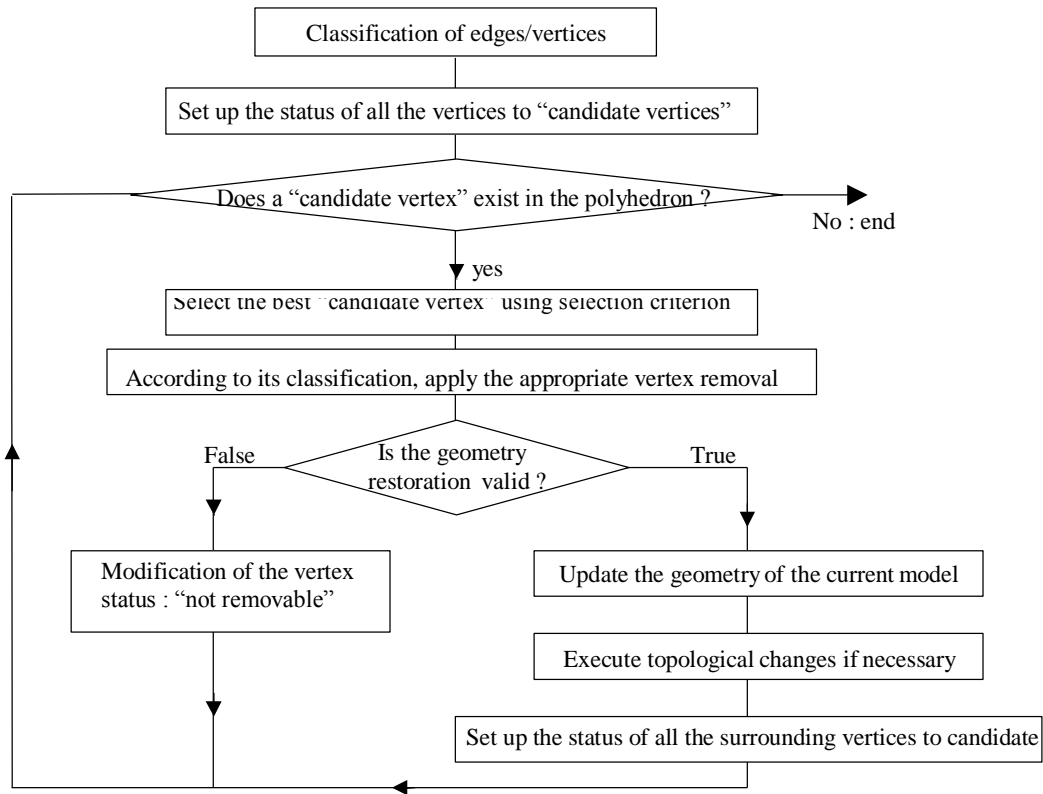 Classification of edges/vertices
Set up the status of all the vertices to “candidate vertices”
Does a “candidate vertex” exist in the polyhedron ?
No : end
yes
Select the best “candidate vertex” using selection criterion
According to its classification, apply the appropriate vertex removal
False
Is the geometry
restoration valid ?
True
Modification of the vertex
status : “not removable”
Update the geometry of the current model
Execute topological changes if necessary
Set up the status of all the surrounding vertices to candidate